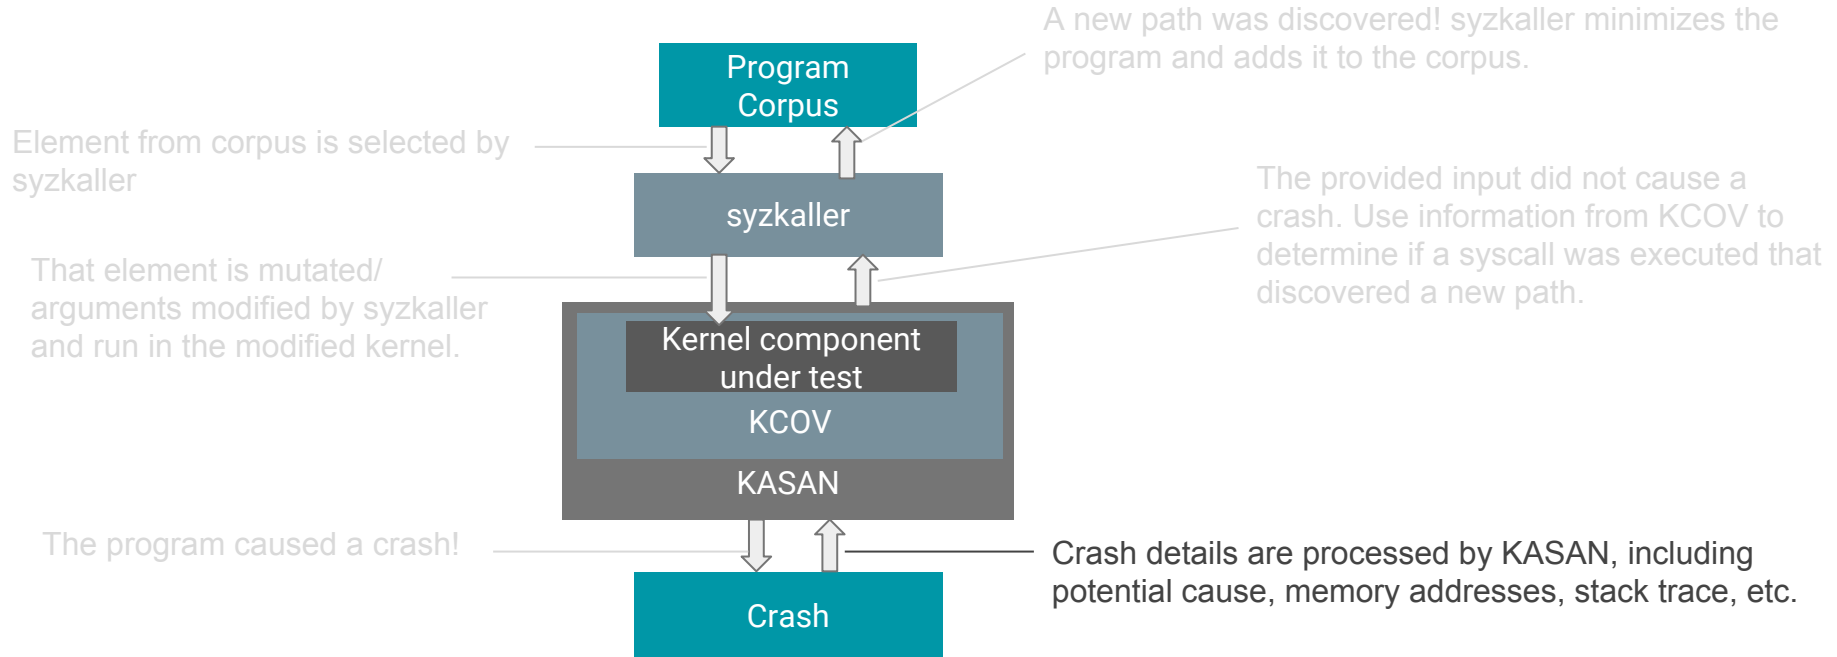 A new path was discovered! syzkaller minimizes the
program and adds it to the corpus.
Program
Corpus
Element from corpus is selected by
syzkaller
The provided input did not cause a
crash. Use information from KCOV to
determine if a syscall was executed that
discovered a new path.
syzkaller
That element is mutated/
arguments modified by syzkaller
and run in the modified kernel.
Kernel component
under test
KCOV
KASAN
The program caused a crash!
Crash details are processed by KASAN, including
potential cause, memory addresses, stack trace, etc.
Crash